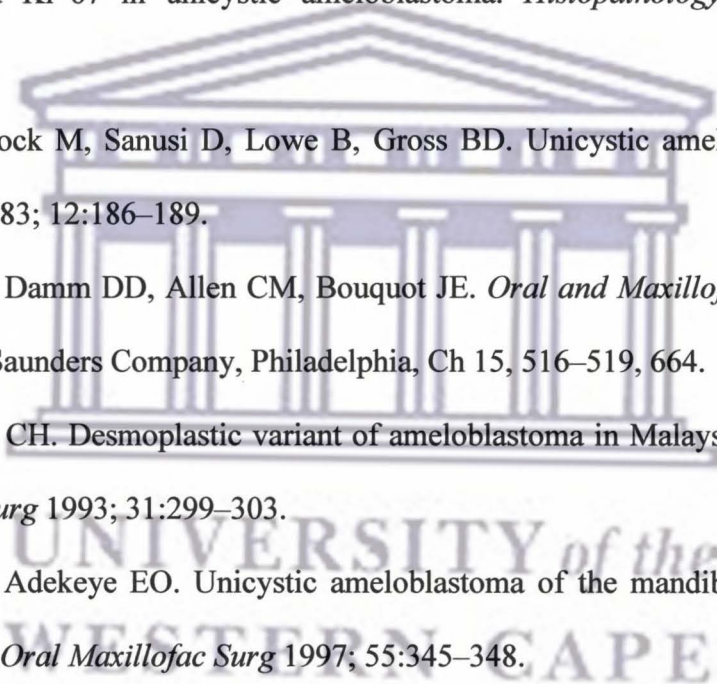 Ki-67 in unicystic ameloblastoma. Histopathology
ock M, Sanusi D, Lowe B, Gross BD. Unicystic ame
83; 12:186–189.
Damm DD, Allen CM, Bouquot JE. Oral and Maxillo
Saunders Company, Philadelphia, Ch 15, 516–519, 664.
CH. Desmoplastic variant of ameloblastoma in Malays
urg 1993; 31:299–303.
UNIVERSITY of the
Adekeye EO. Unicystic ameloblastoma of the mandib
WESTERN CAPE
Oral Maxillofac Surg 1997; 55:345–348.